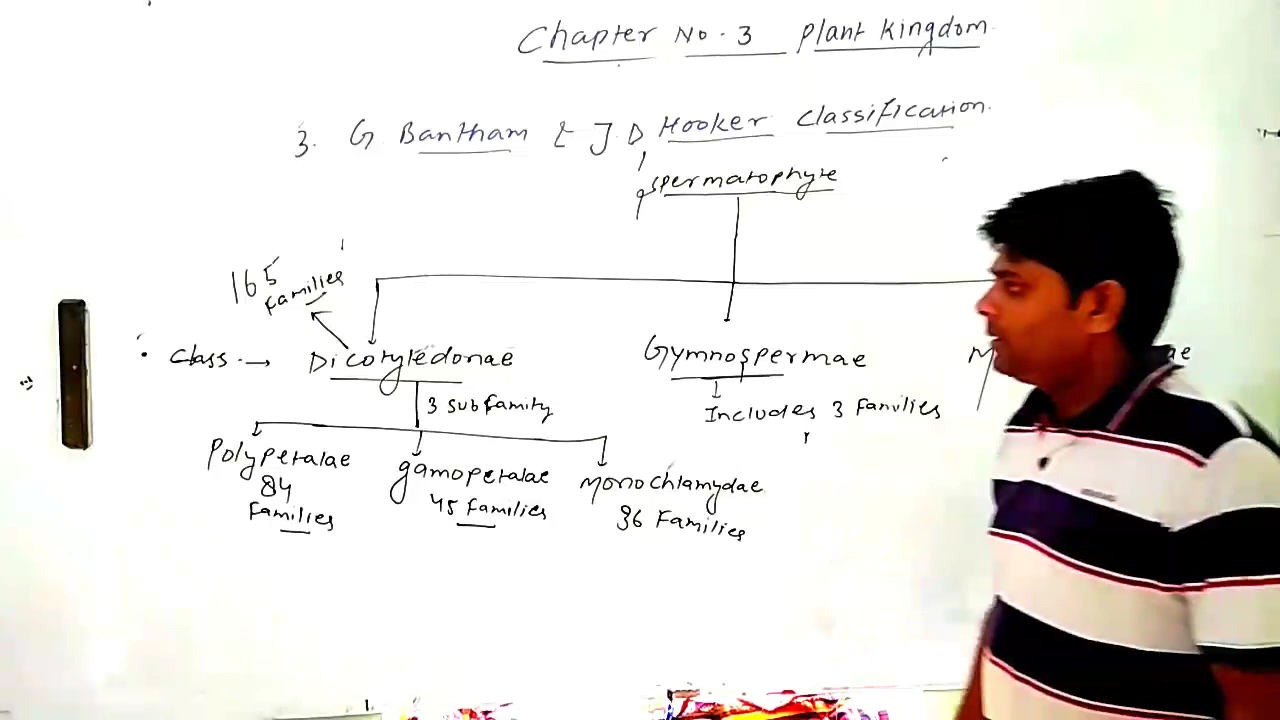 Chapter No. 3 Plant Kingdom.
3. G. Bantham & J. D Hooker Classification.
spermatophyte
165
Families
• Class → Dicotyledonae Gymnospermae
3 subfamily
Includes 3 Families
Polypetalae gamopetalae Monochlamydae
84 45 Families 36 Families
Families